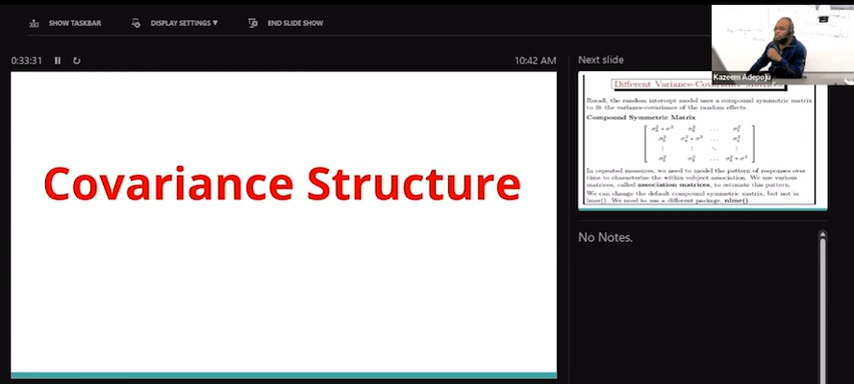 SHOW TASKBAR DISPLAY SETTINGS ▼ END SLIDE SHOW
0:33:31 10:42 AM
Covariance Structure
Next slide
Kazeem Adepoju
Different Variance-Covariance Matrices
Recall, the random intercept model uses a compound symmetric matrix
to fit the variance-covariance of the random effects.
Compound Symmetric Matrix
In repeated measures, we need to model the pattern of responses over
time to characterize the within subject association. We use various
matrices, called association matrices, to estimate this pattern.
We can change the default compound symmetric matrix, but not in
lmer(). We need to use a different package, nlme()
No Notes.